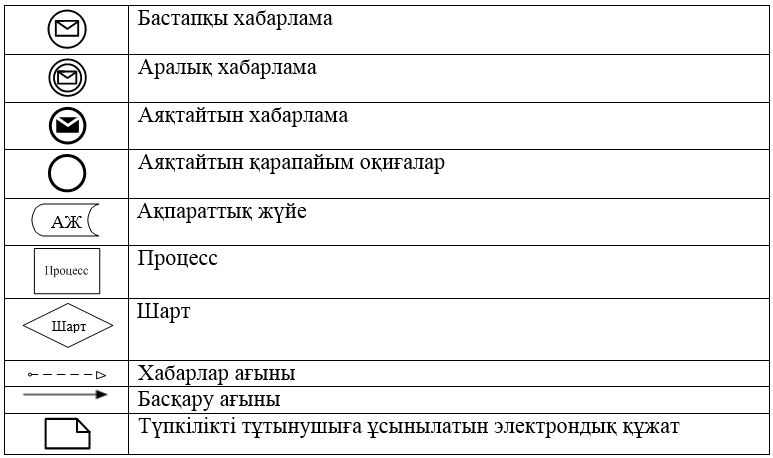 Бастапқы хабарлама
Аралық хабарлама
Аяқтайтын хабарлама
Аяқтайтын қарапайым оқиғалар
АЖ
Ақпараттық жүйе
Процесс
Процесс
Шарт
Шарт
Хабарлар ағыны
Басқару ағыны
Түпкілікті тұтынушыға ұсынылатын электрондық құжат